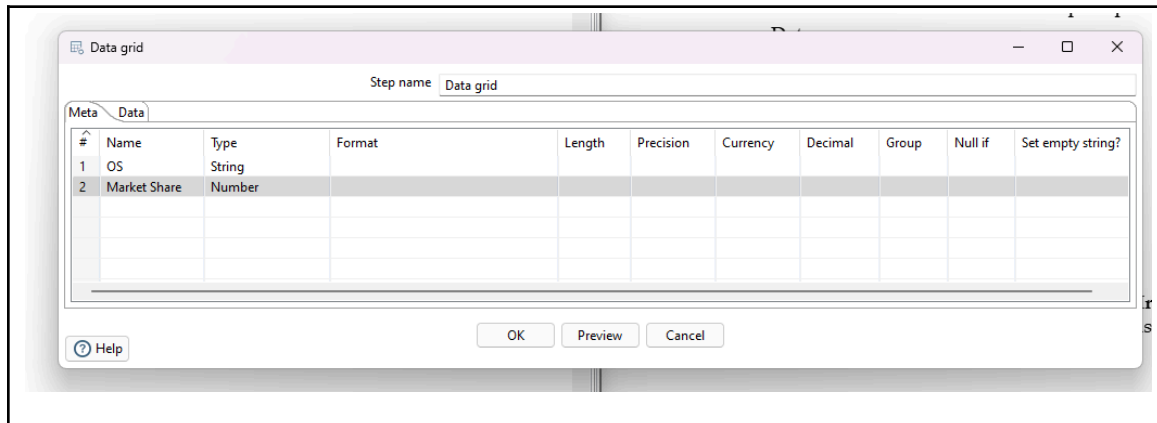 Data grid
Step name Data grid
Meta Data
# Name Type Format Length Precision Currency Decimal Group Null if Set empty string?
1 OS String
2 Market Share Number
OK Preview Cancel
Help